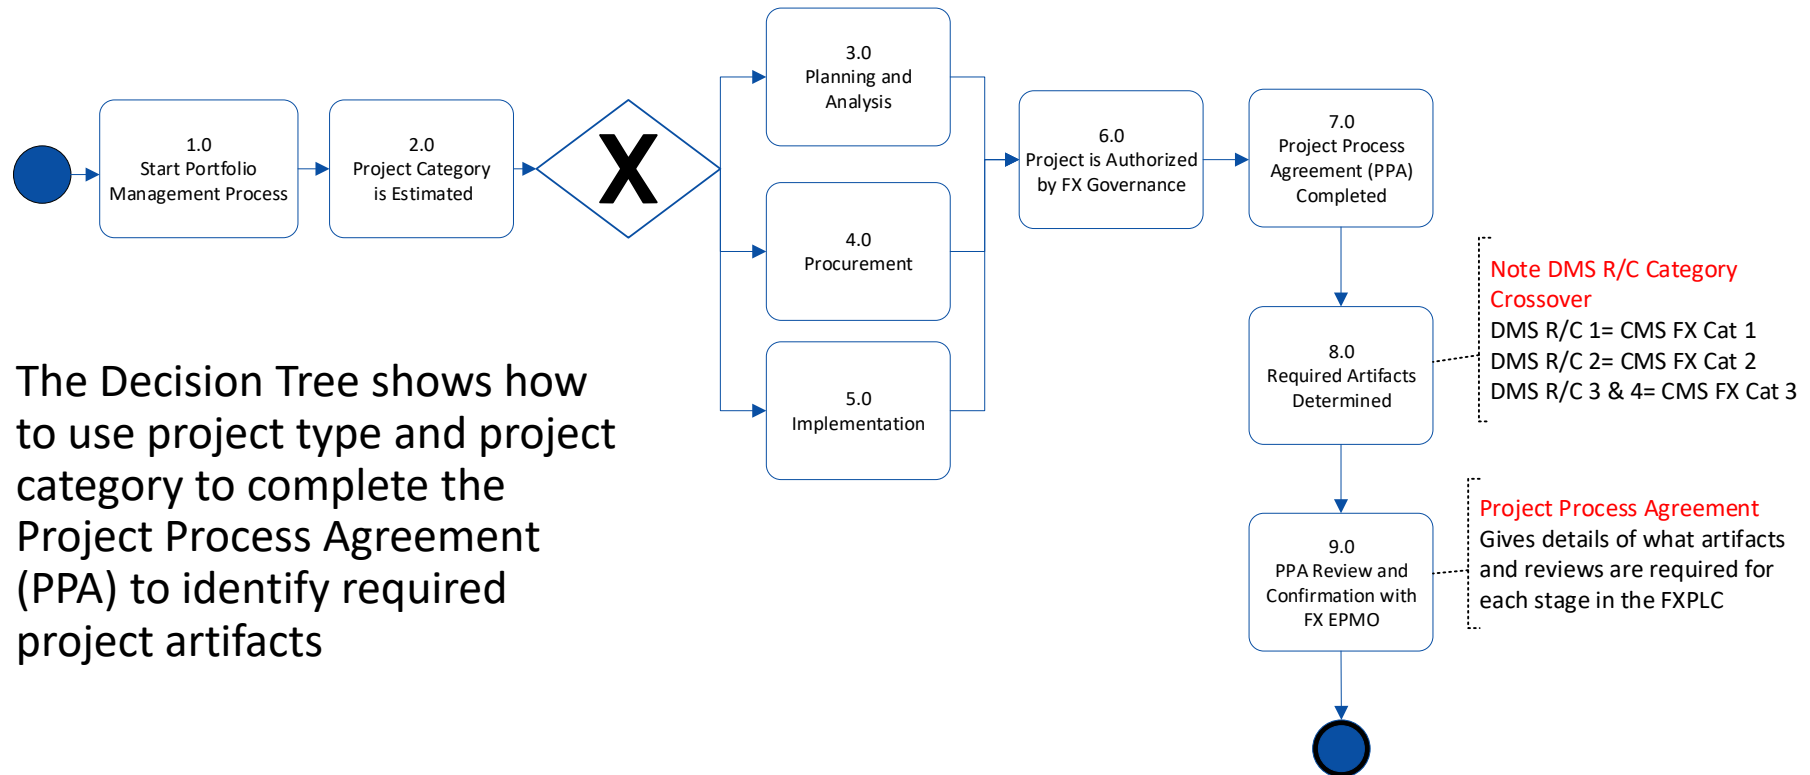 1.0
Start Portfolio
Management Process
2.0
Project Category
is Estimated
X
3.0
Planning and
Analysis
4.0
Procurement
5.0
Implementation
6.0
Project is Authorized
by FX Governance
7.0
Project Process
Agreement (PPA)
Completed
8.0
Required Artifacts
Determined
Note DMS R/C Category
Crossover
DMS R/C 1= CMS FX Cat 1
DMS R/C 2= CMS FX Cat 2
DMS R/C 3 & 4= CMS FX Cat 3
9.0
PPA Review and
Confirmation with
FX EPMO
Project Process Agreement
Gives details of what artifacts
and reviews are required for
each stage in the FXPLC
The Decision Tree shows how
to use project type and project
category to complete the
Project Process Agreement
(PPA) to identify required
project artifacts